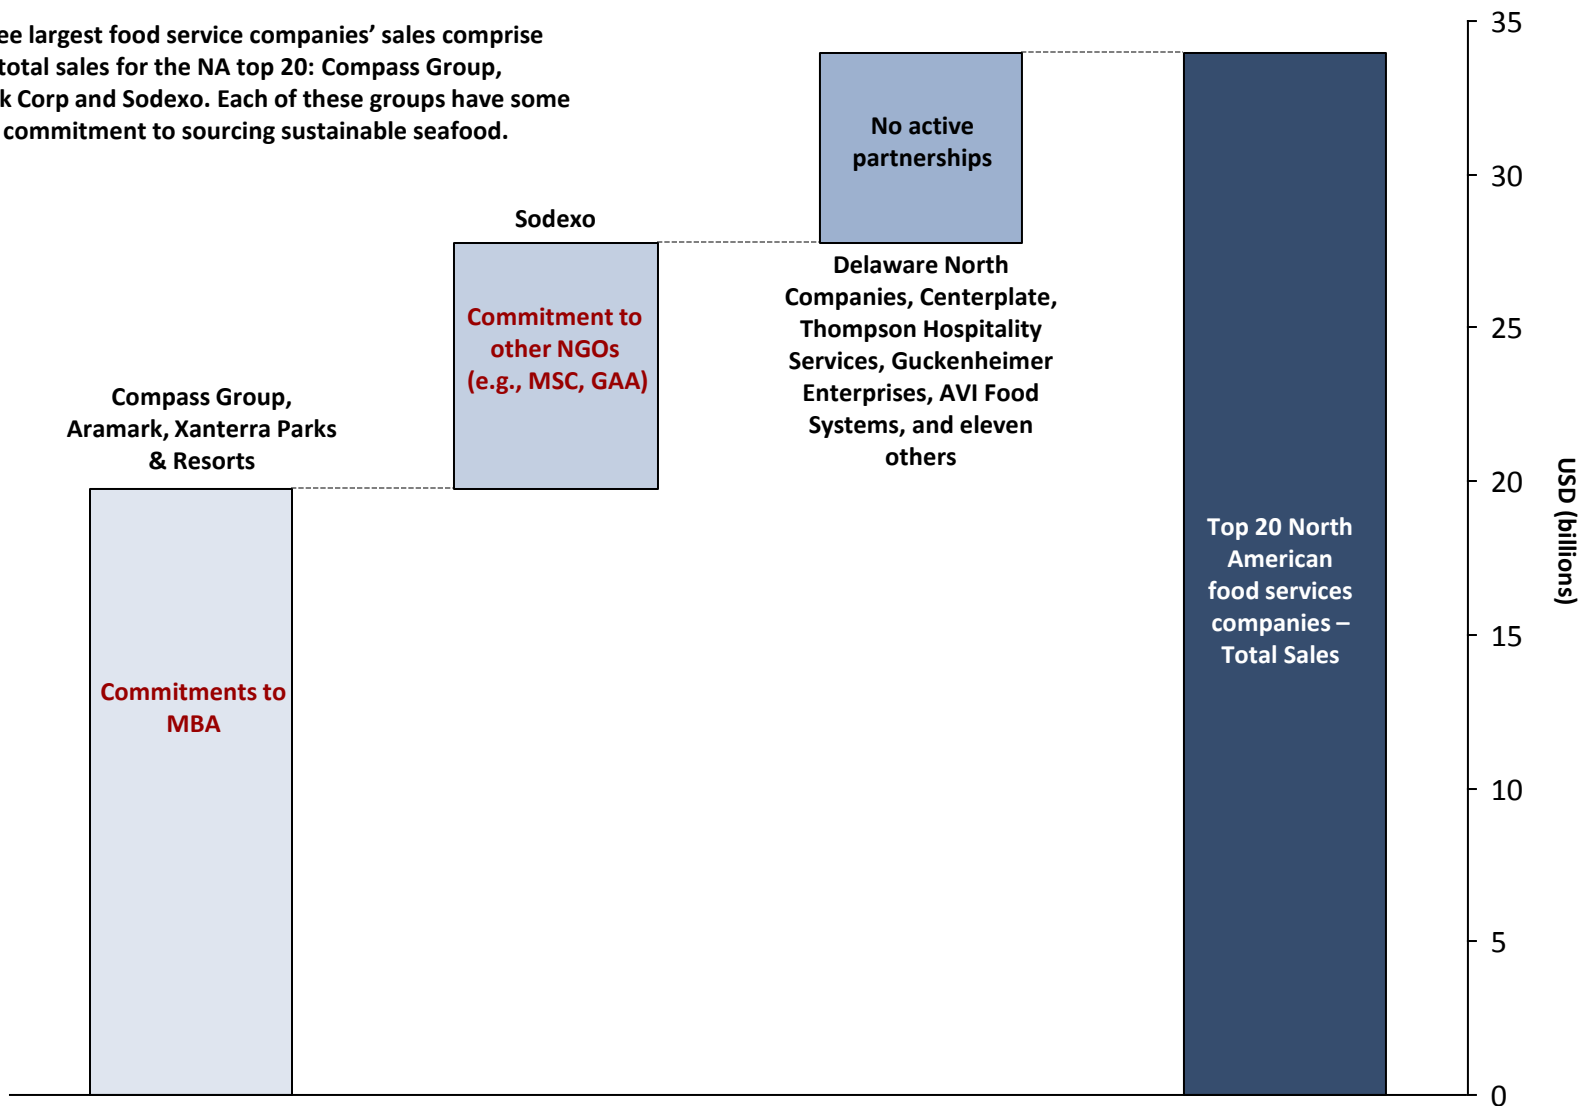 ee largest food service companies’ sales comprise
total sales for the NA top 20: Compass Group,
k Corp and Sodexo. Each of these groups have some
commitment to sourcing sustainable seafood.
Compass Group,
Aramark, Xanterra Parks
& Resorts
Commitments to
MBA
Sodexo
Commitment to
other NGOs
(e.g., MSC, GAA)
No active
partnerships
Delaware North
Companies, Centerplate,
Thompson Hospitality
Services, Guckenheimer
Enterprises, AVI Food
Systems, and eleven
others
Top 20 North
American
food services
companies –
Total Sales
35
30
25
20
15
10
5
0
USD (billions)